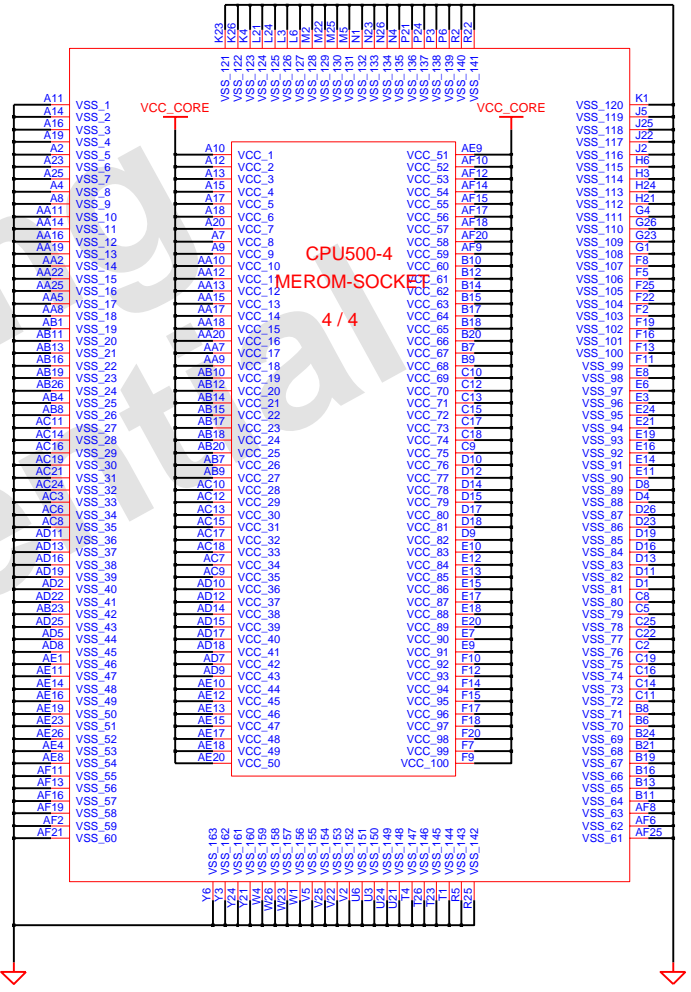 K23 K26 K4 L21 L24 L3 L6 M2 M22 M25 M5 N1 N23 N26 N4 P21 P24 P3 P6 R2 R22
VSS_121 VSS_122 VSS_123 VSS_124 VSS_125 VSS_126 VSS_127 VSS_128 VSS_129 VSS_130 VSS_131 VSS_132 VSS_133 VSS_134 VSS_135 VSS_136 VSS_137 VSS_138 VSS_139 VSS_140 VSS_141
A11 VSS_1
A14 VSS_2
A16 VSS_3
A19 VSS_4
A2 VSS_5
A23 VSS_6
A25 VSS_7
A4 VSS_8
A8 VSS_9
AA11 VSS_10
AA14 VSS_11
AA16 VSS_12
AA19 VSS_13
AA2 VSS_14
AA22 VSS_15
AA25 VSS_16
AA5 VSS_17
AA8 VSS_18
AB1 VSS_19
AB11 VSS_20
AB13 VSS_21
AB16 VSS_22
AB19 VSS_23
AB26 VSS_24
AB4 VSS_25
AB8 VSS_26
AC11 VSS_27
AC14 VSS_28
AC16 VSS_29
AC19 VSS_30
AC21 VSS_31
AC24 VSS_32
AC3 VSS_33
AC6 VSS_34
AC8 VSS_35
AD11 VSS_36
AD13 VSS_37
AD16 VSS_38
AD19 VSS_39
AD2 VSS_40
AD22 VSS_41
AB23 VSS_42
AD25 VSS_43
AD5 VSS_44
AD8 VSS_45
AE1 VSS_46
AE11 VSS_47
AE14 VSS_48
AE16 VSS_49
AE19 VSS_50
AE23 VSS_51
AE26 VSS_52
AE4 VSS_53
AE8 VSS_54
AF11 VSS_55
AF13 VSS_56
AF16 VSS_57
AF19 VSS_58
AF2 VSS_59
AF21 VSS_60
VCC_CORE
A10 VCC_1
A12 VCC_2
A13 VCC_3
A15 VCC_4
A17 VCC_5
A18 VCC_6
A20 VCC_7
A7 VCC_8
A9 VCC_9
AA10 VCC_10
AA12 VCC_11
AA13 VCC_12
AA15 VCC_13
AA17 VCC_14
AA18 VCC_15
AA20 VCC_16
AA7 VCC_17
AA9 VCC_18
AB10 VCC_19
AB12 VCC_20
AB14 VCC_21
AB15 VCC_22
AB17 VCC_23
AB18 VCC_24
AB20 VCC_25
AB7 VCC_26
AB9 VCC_27
AC10 VCC_28
AC12 VCC_29
AC13 VCC_30
AC15 VCC_31
AC17 VCC_32
AC18 VCC_33
AC7 VCC_34
AC9 VCC_35
AD10 VCC_36
AD12 VCC_37
AD14 VCC_38
AD15 VCC_39
AD17 VCC_40
AD18 VCC_41
AD7 VCC_42
AD9 VCC_43
AE10 VCC_44
AE12 VCC_45
AE13 VCC_46
AE15 VCC_47
AE17 VCC_48
AE18 VCC_49
AE20 VCC_50
CPU500-4
MEROM-SOCKET
4 / 4
VCC_CORE
VCC_51 AE9
VCC_52 AF10
VCC_53 AF12
VCC_54 AF14
VCC_55 AF15
VCC_56 AF17
VCC_57 AF18
VCC_58 AF20
VCC_59 AF9
VCC_60 B10
VCC_61 B12
VCC_62 B14
VCC_63 B15
VCC_64 B17
VCC_65 B18
VCC_66 B20
VCC_67 B7
VCC_68 B9
VCC_69 C10
VCC_70 C12
VCC_71 C13
VCC_72 C15
VCC_73 C17
VCC_74 C18
VCC_75 C9
VCC_76 D10
VCC_77 D12
VCC_78 D14
VCC_79 D15
VCC_80 D17
VCC_81 D18
VCC_82 D9
VCC_83 E10
VCC_84 E12
VCC_85 E13
VCC_86 E15
VCC_87 E17
VCC_88 E18
VCC_89 E20
VCC_90 E7
VCC_91 E9
VCC_92 F10
VCC_93 F12
VCC_94 F14
VCC_95 F15
VCC_96 F17
VCC_97 F18
VCC_98 F20
VCC_99 F7
VCC_100 F9
VSS_120 K1
VSS_119 J5
VSS_118 J25
VSS_117 J22
VSS_116 J2
VSS_115 H6
VSS_114 H3
VSS_113 H24
VSS_112 H21
VSS_111 G4
VSS_110 G26
VSS_109 G23
VSS_108 G1
VSS_107 F8
VSS_106 F5
VSS_105 F25
VSS_104 F22
VSS_103 F2
VSS_102 F19
VSS_101 F16
VSS_100 F13
VSS_99 F11
VSS_98 E8
VSS_97 E6
VSS_96 E3
VSS_95 E24
VSS_94 E21
VSS_93 E19
VSS_92 E16
VSS_91 E14
VSS_90 E11
VSS_89 D8
VSS_88 D4
VSS_87 D26
VSS_86 D23
VSS_85 D19
VSS_84 D16
VSS_83 D13
VSS_82 D11
VSS_81 D1
VSS_80 C8
VSS_79 C5
VSS_78 C25
VSS_77 C22
VSS_76 C2
VSS_75 C19
VSS_74 C16
VSS_73 C14
VSS_72 C11
VSS_71 B8
VSS_70 B6
VSS_69 B24
VSS_68 B21
VSS_67 B19
VSS_66 B16
VSS_65 B13
VSS_64 B11
VSS_63 AF8
VSS_62 AF6
VSS_61 AF25
VSS_163 VSS_162 VSS_161 VSS_160 VSS_159 VSS_158 VSS_157 VSS_156 VSS_155 VSS_154 VSS_153 VSS_152 VSS_151 VSS_150 VSS_149 VSS_148 VSS_147 VSS_146 VSS_145 VSS_144 VSS_143 VSS_142
Y6 Y3 Y24 Y21 W4 W26 W23 W1 V5 V25 V22 V2 U6 U3 U24 U21 T4 T26 T23 T1 R5 R25